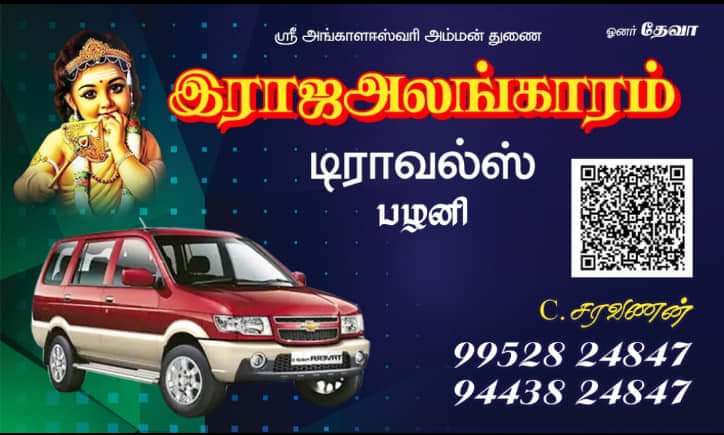 ஸ்ரீ அங்காளஈஸ்வரி அம்மன் துணை
ஓனர் தேவா
இராஜஅலங்காரம்
டிராவல்ஸ்
பழனி
C. சரவணன்
99528 24847
94438 24847